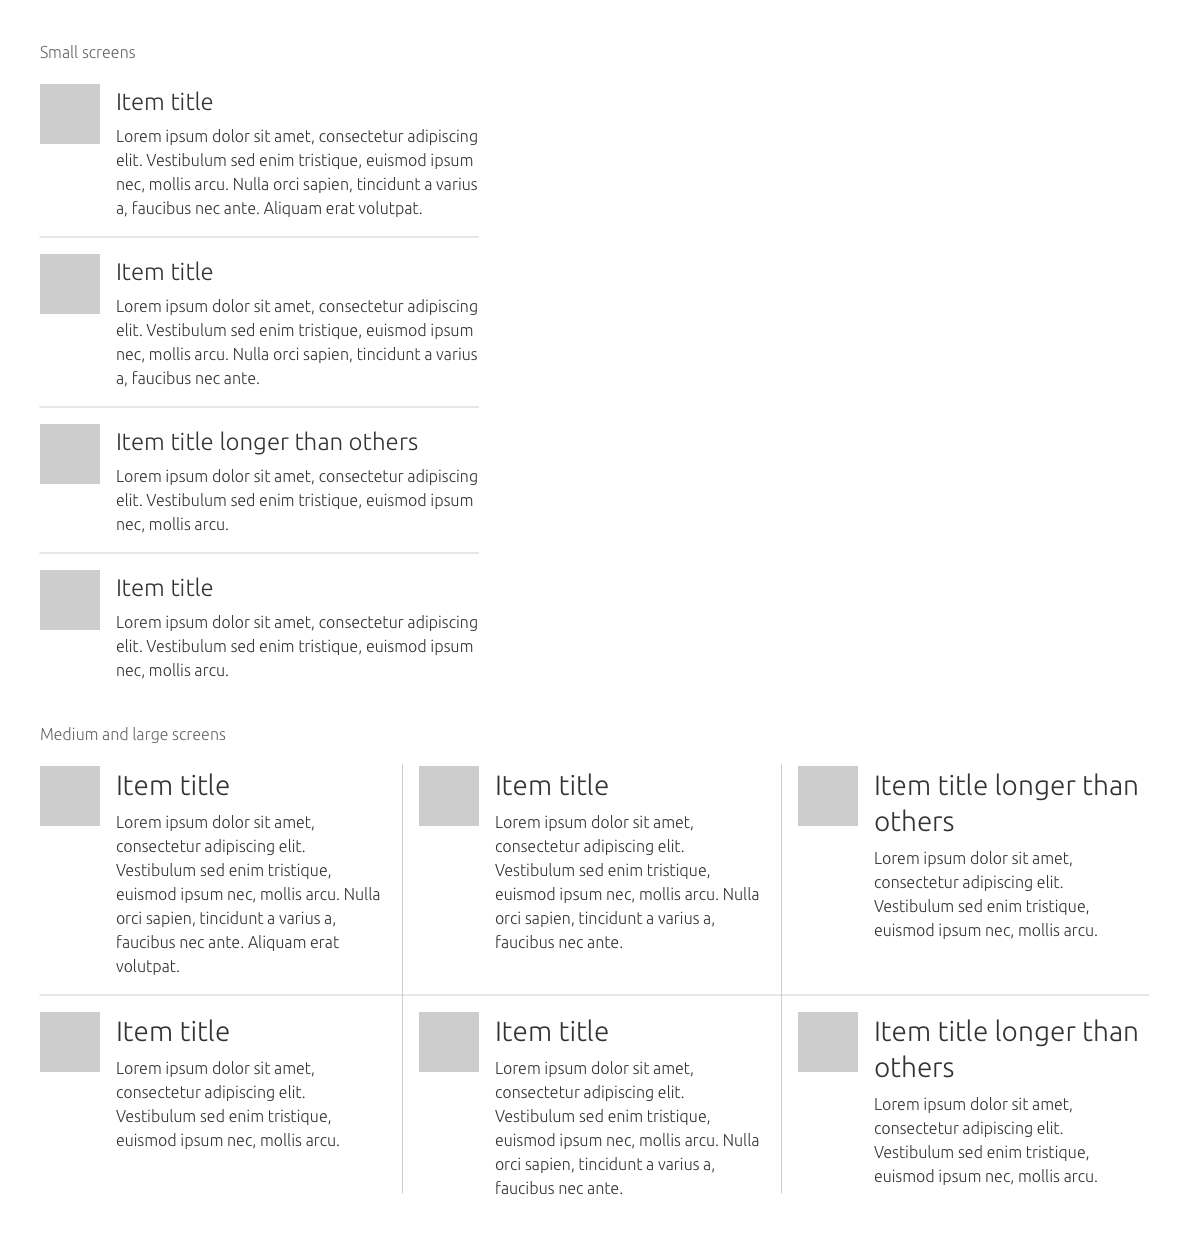 Small screens
Item title
Lorem ipsum dolor sit amet, consectetur adipiscing
elit. Vestibulum sed enim tristique, euismod ipsum
nec, mollis arcu. Nulla orci sapien, tincidunt a varius
a, faucibus nec ante. Aliquam erat volutpat.
Item title
Lorem ipsum dolor sit amet, consectetur adipiscing
elit. Vestibulum sed enim tristique, euismod ipsum
nec, mollis arcu. Nulla orci sapien, tincidunt a varius
a, faucibus nec ante.
Item title longer than others
Lorem ipsum dolor sit amet, consectetur adipiscing
elit. Vestibulum sed enim tristique, euismod ipsum
nec, mollis arcu.
Item title
Lorem ipsum dolor sit amet, consectetur adipiscing
elit. Vestibulum sed enim tristique, euismod ipsum
nec, mollis arcu.
Medium and large screens
Item title
Lorem ipsum dolor sit amet,
consectetur adipiscing elit.
Vestibulum sed enim tristique,
euismod ipsum nec, mollis arcu. Nulla
orci sapien, tincidunt a varius a,
faucibus nec ante. Aliquam erat
volutpat.
Item title
Lorem ipsum dolor sit amet,
consectetur adipiscing elit.
Vestibulum sed enim tristique,
euismod ipsum nec, mollis arcu. Nulla
orci sapien, tincidunt a varius a,
faucibus nec ante.
Item title longer than
others
Lorem ipsum dolor sit amet,
consectetur adipiscing elit.
Vestibulum sed enim tristique,
euismod ipsum nec, mollis arcu.
Item title
Lorem ipsum dolor sit amet,
consectetur adipiscing elit.
Vestibulum sed enim tristique,
euismod ipsum nec, mollis arcu.
Item title
Lorem ipsum dolor sit amet,
consectetur adipiscing elit.
Vestibulum sed enim tristique,
euismod ipsum nec, mollis arcu. Nulla
orci sapien, tincidunt a varius a,
faucibus nec ante.
Item title longer than
others
Lorem ipsum dolor sit amet,
consectetur adipiscing elit.
Vestibulum sed enim tristique,
euismod ipsum nec, mollis arcu.